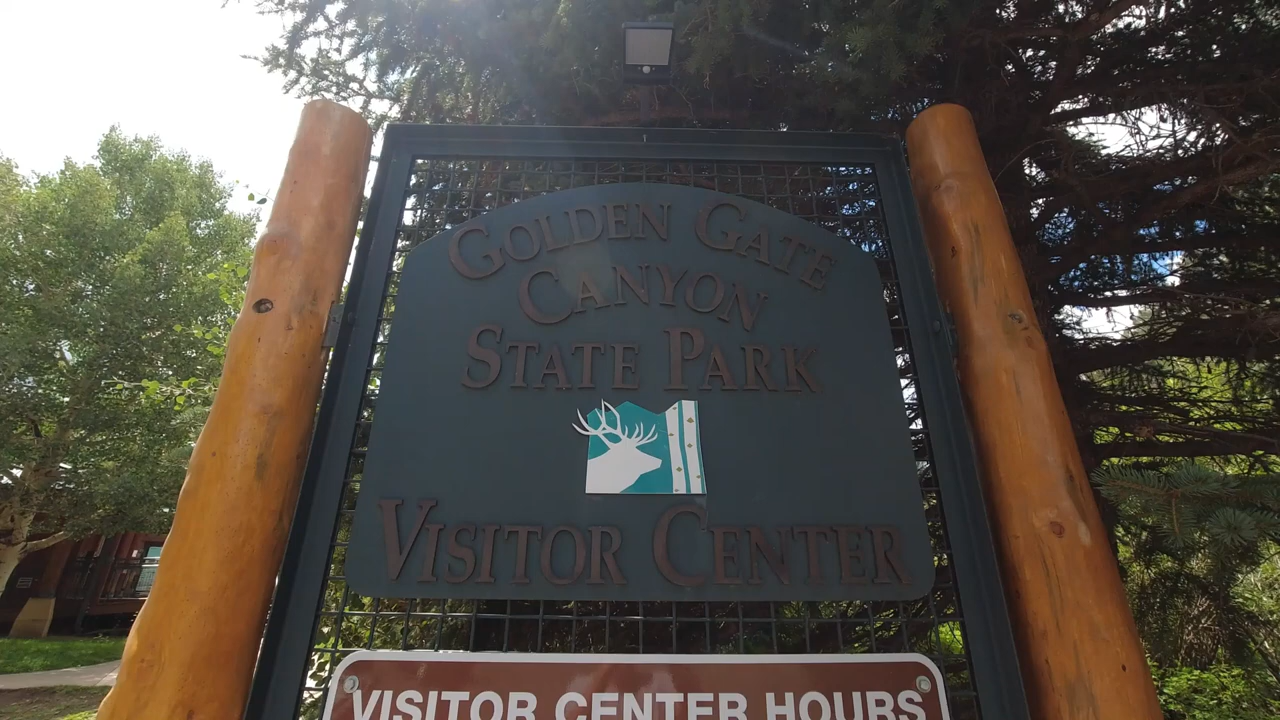 GOLDEN GATE
CANYON
STATE PARK
VISITOR CENTER
VISITOR CENTER HOURS